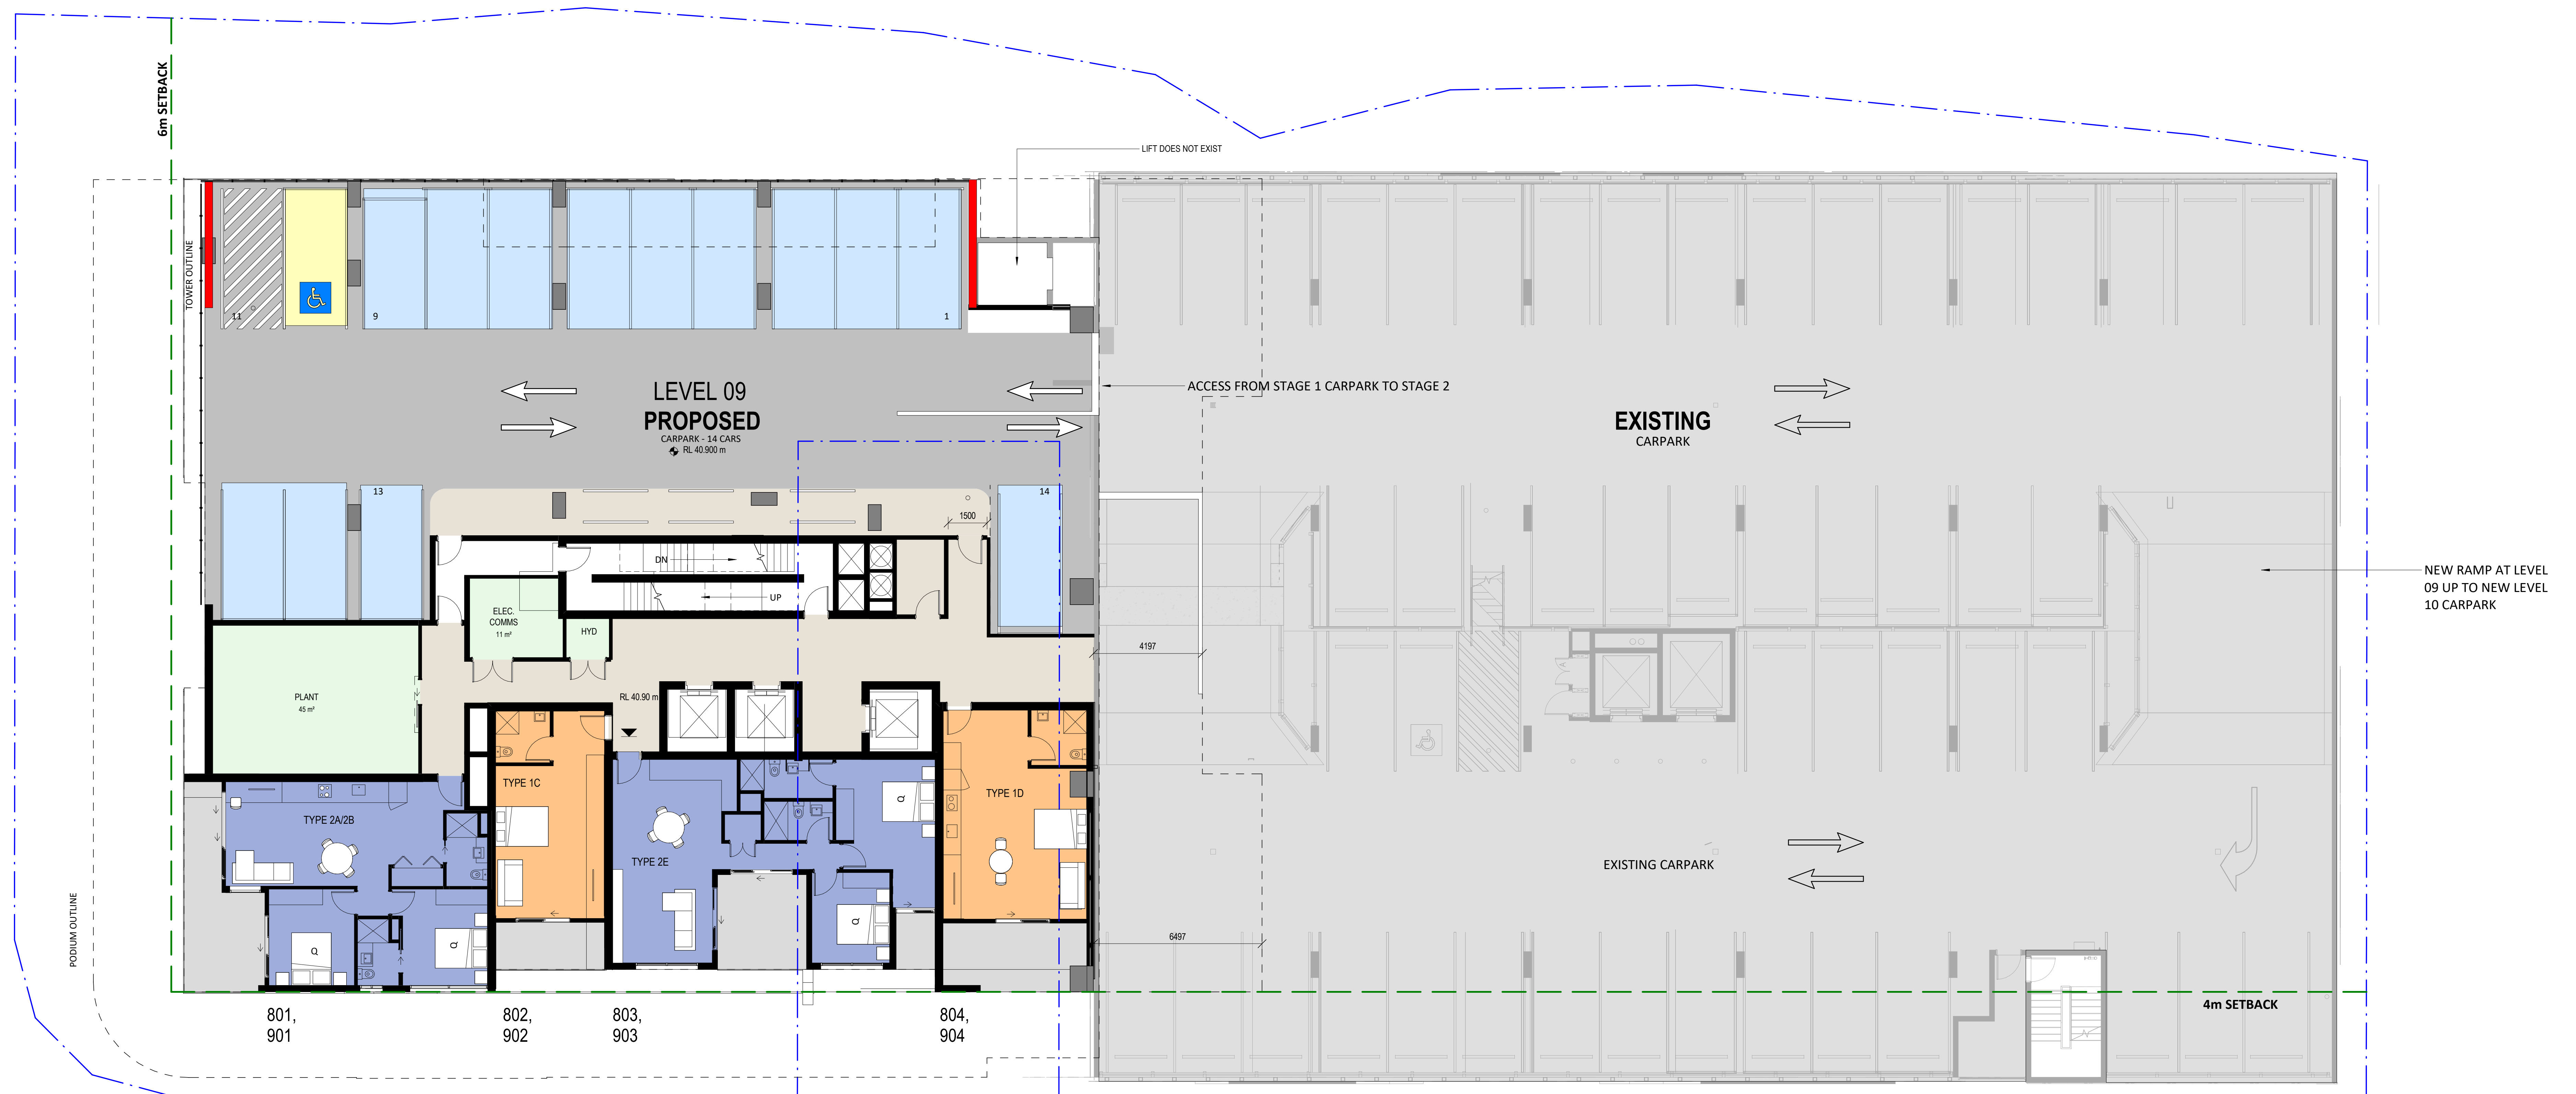 6m SETBACK
LIFT DOES NOT EXIST
TOWER OUTLINE
11
9
1
LEVEL 09
PROPOSED
CARPARK - 14 CARS
RL 40.900 m
ACCESS FROM STAGE 1 CARPARK TO STAGE 2
EXISTING
CARPARK
13
14
1500
DN
UP
ELEC.
COMMS
11 m²
HYD
NEW RAMP AT LEVEL
09 UP TO NEW LEVEL
10 CARPARK
4197
PLANT
45 m²
RL 40.90 m
TYPE 1C
TYPE 1D
TYPE 2A/2B
TYPE 2E
Q
Q
Q
Q
EXISTING CARPARK
PODIUM OUTLINE
6497
4m SETBACK
801,
901
802,
902
803,
903
804,
904